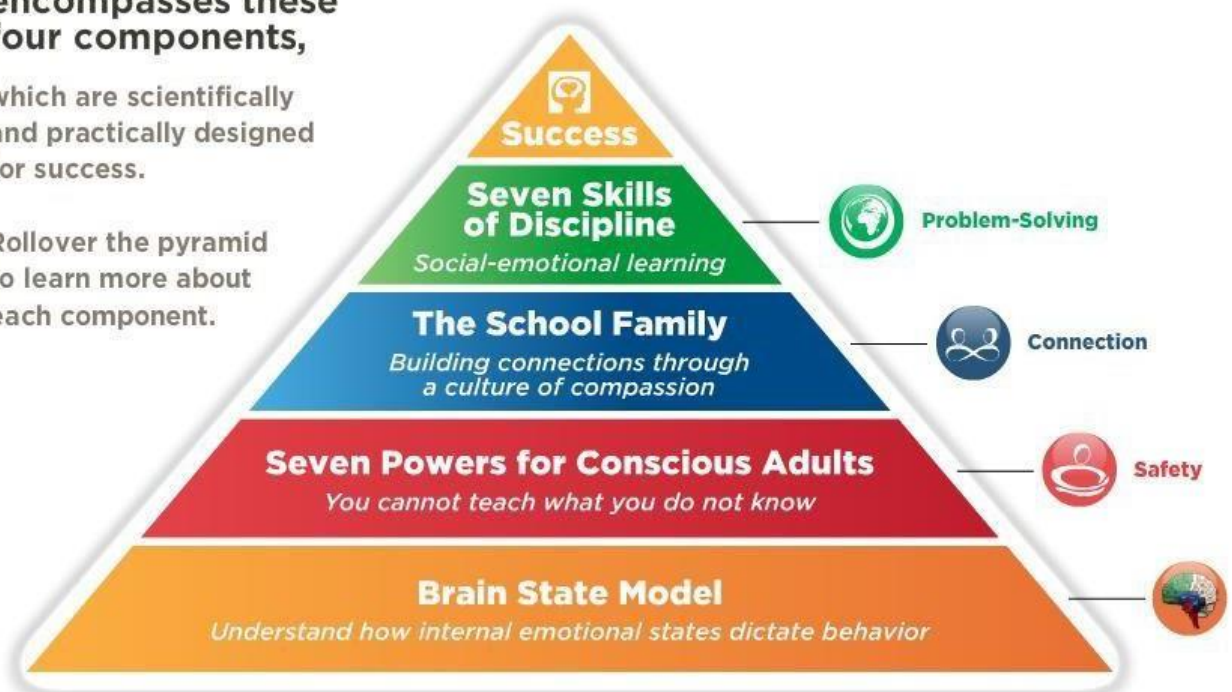 encompasses these
four components,
which are scientifically
and practically designed
for success.
Rollover the pyramid
to learn more about
each component.
Success
Seven Skills
of Discipline
Social-emotional learning
Problem-Solving
The School Family
Building connections through
a culture of compassion
Connection
Seven Powers for Conscious Adults
You cannot teach what you do not know
Safety
Brain State Model
Understand how internal emotional states dictate behavior